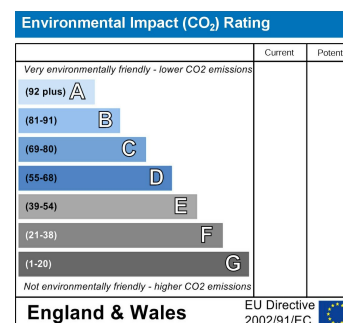 Environmental Impact (CO₂) Rating
Current Potent
Very environmentally friendly - lower CO2 emissions
(92 plus) A
(81-91) B
(69-80) C
(55-68) D
(39-54) E
(21-38) F
(1-20) G
Not environmentally friendly - higher CO2 emissions
England & Wales
EU Directive
2002/91/EC